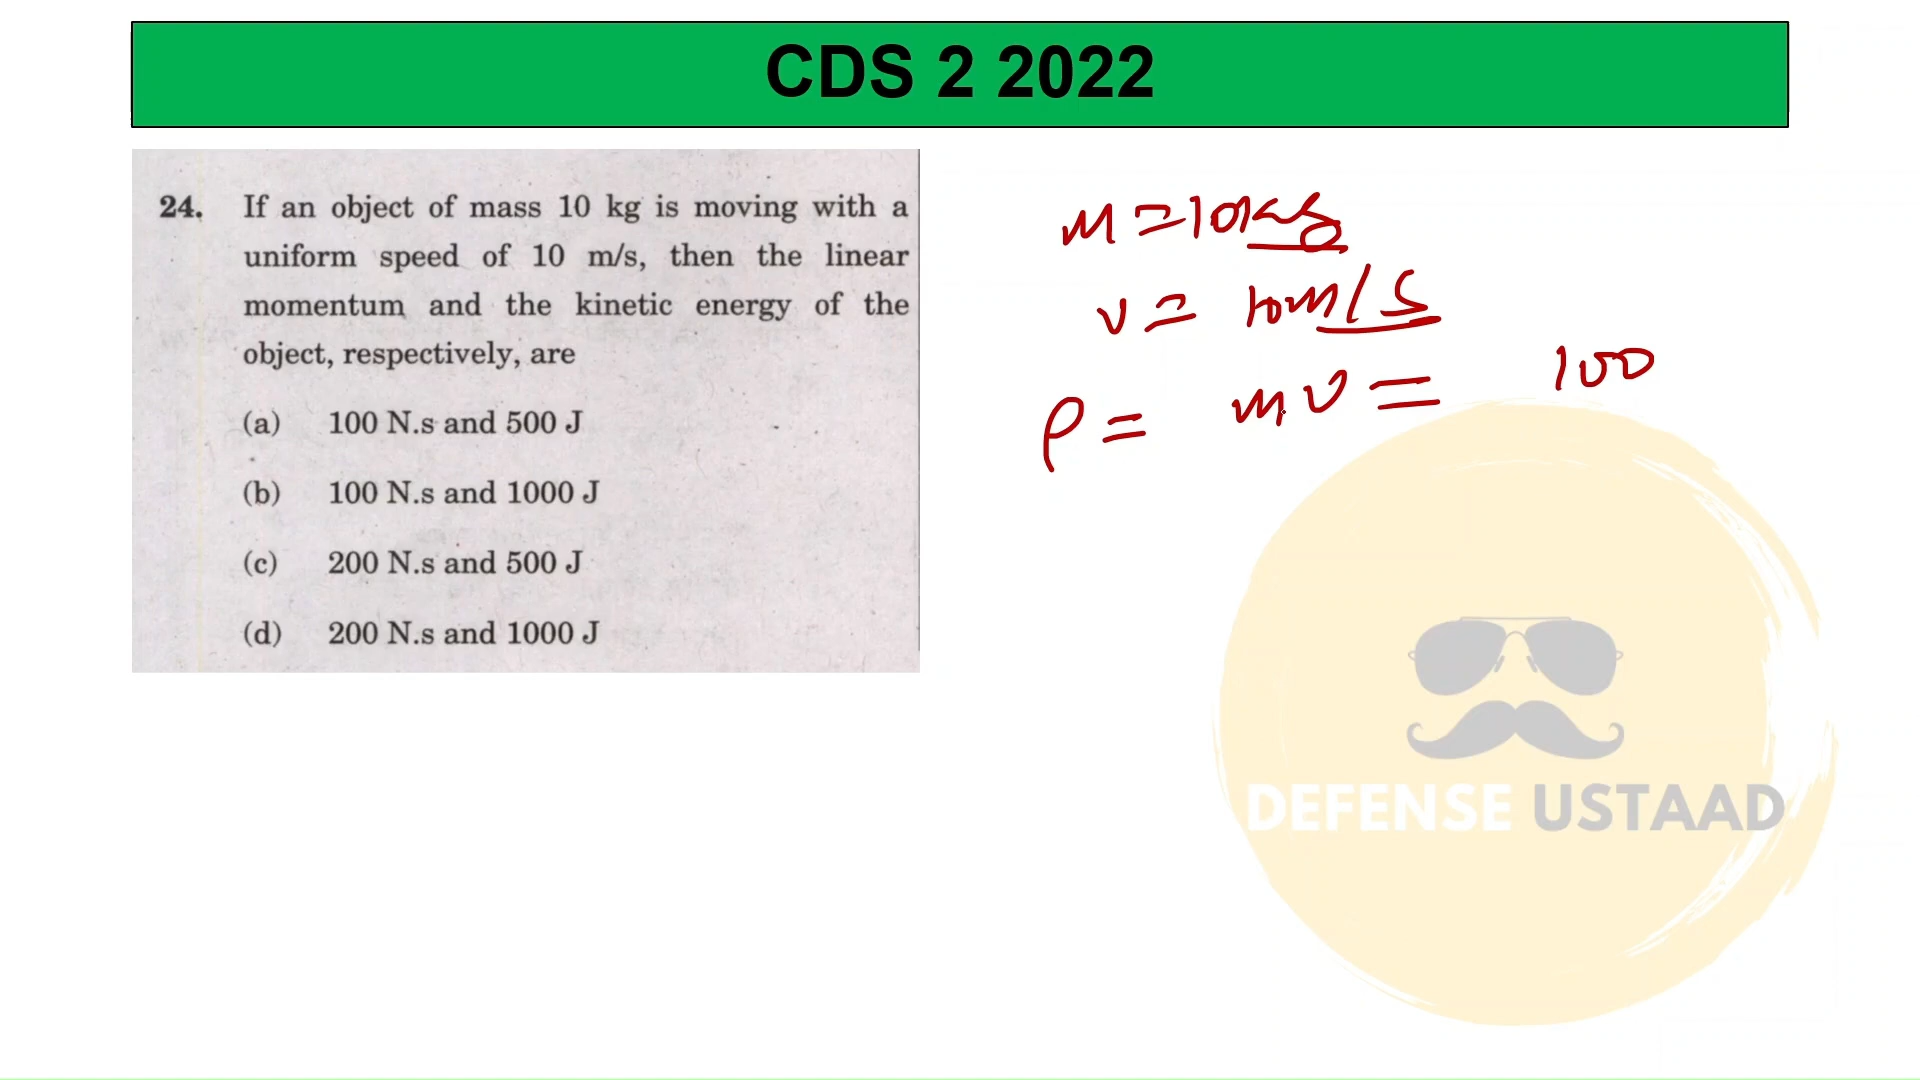 CDS 2 2022
24. If an object of mass 10 kg is moving with a
uniform speed of 10 m/s, then the linear
momentum and the kinetic energy of the
object, respectively, are
(a) 100 N.s and 500 J
(b) 100 N.s and 1000 J
(c) 200 N.s and 500 J
(d) 200 N.s and 1000 J
M = 10kg
v = 10m/s
P = mv = 100
DEFENSE USTAAD